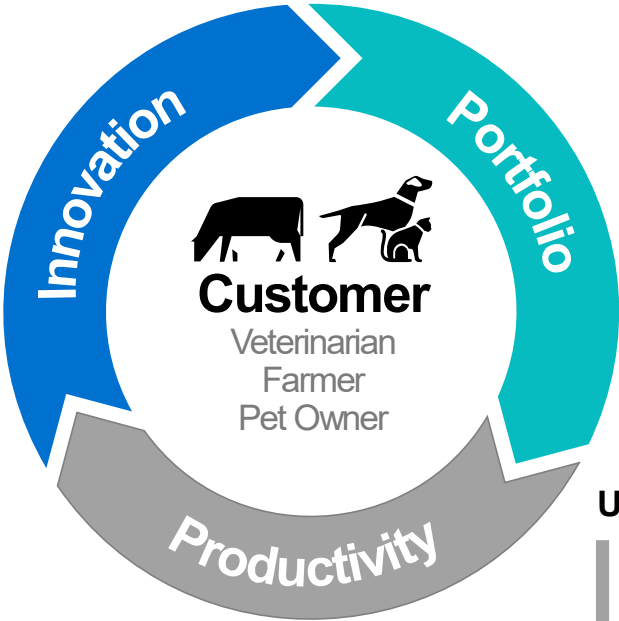 Innovation
Portfolio
Customer
Veterinarian
Farmer
Pet Owner
Productivity
U